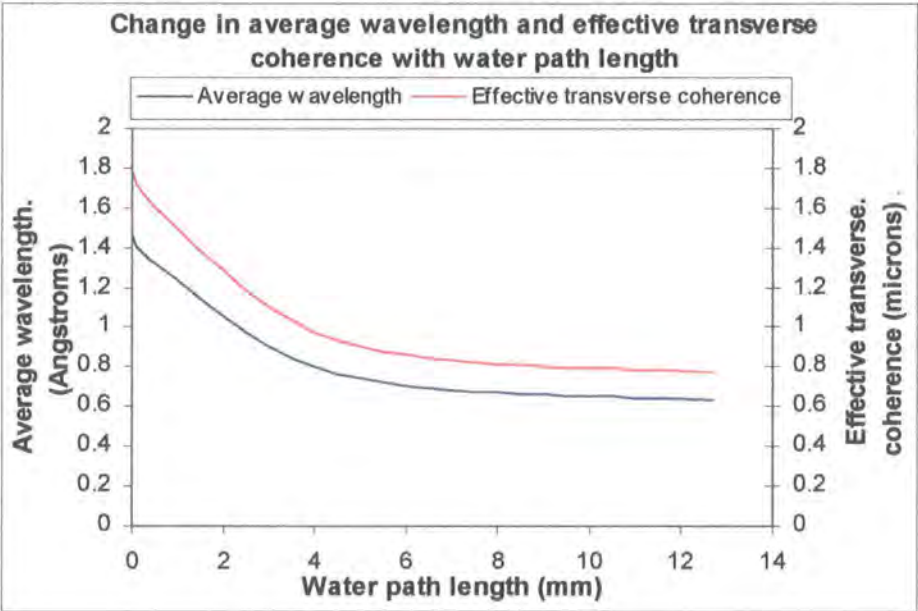 Change in average wavelength and effective transverse
coherence with water path length
Average wavelength
Effective transverse coherence
Average wavelength.
(Angstroms)
2
1.8
1.6
1.4
1.2
1
0.8
0.6
0.4
0.2
0
2
1.8
1.6
1.4
1.2
1
0.8
0.6
0.4
0.2
0
Effective transverse.
coherence (microns)
0 2 4 6 8 10 12 14
Water path length (mm)